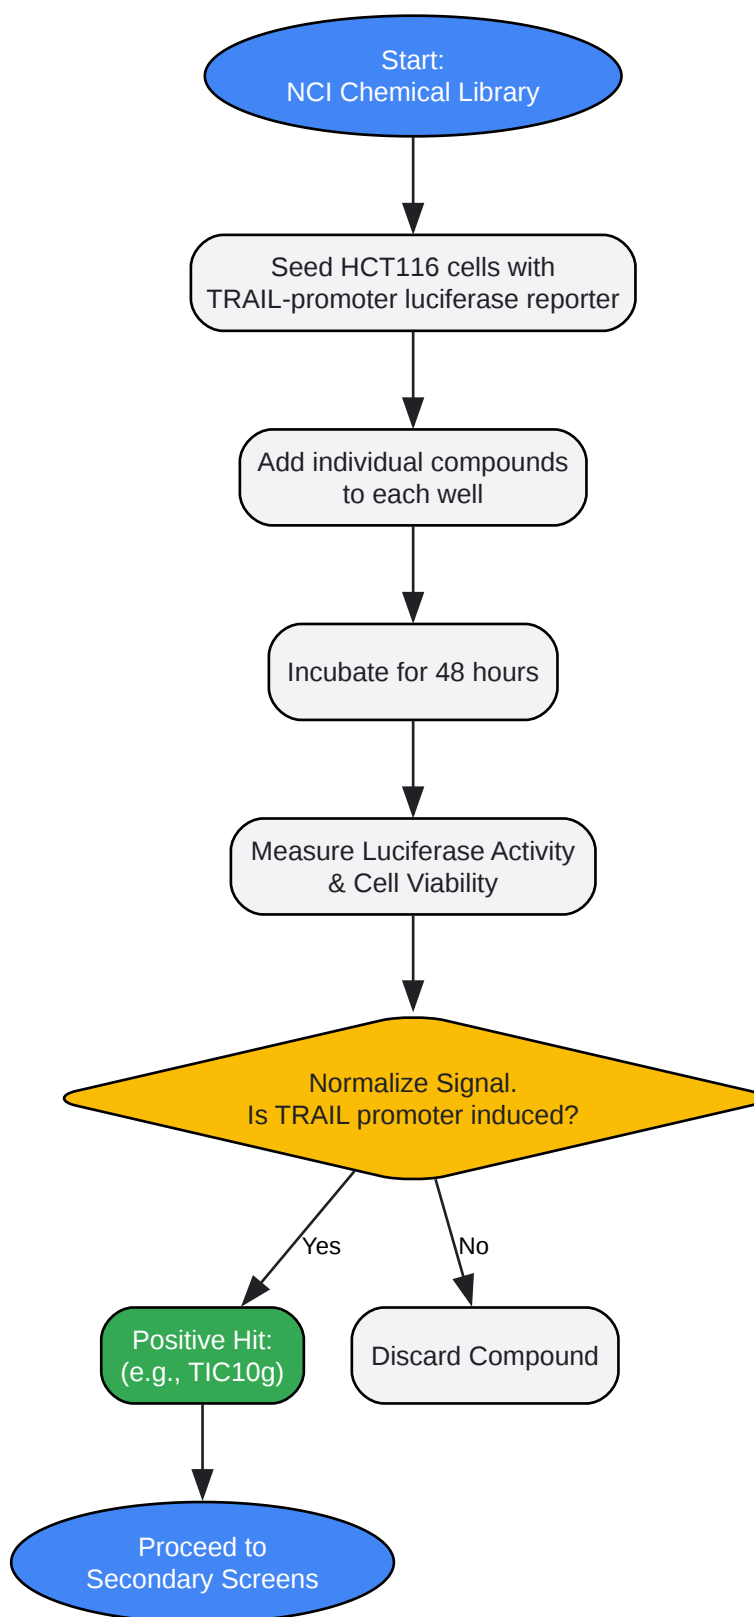 Start:
NCI Chemical Library
Seed HCT116 cells with
TRAIL-promoter luciferase reporter
Add individual compounds
to each well
Incubate for 48 hours
Measure Luciferase Activity
& Cell Viability
Normalize Signal.
Is TRAIL promoter induced?
Yes
No
Positive Hit:
(e.g., TIC10g)
Discard Compound
Proceed to
Secondary Screens